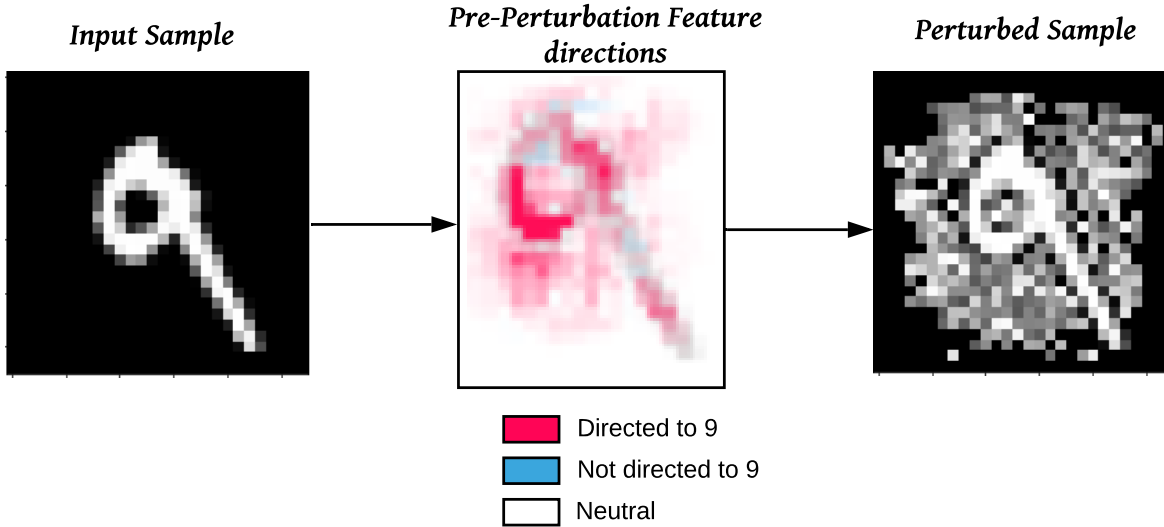 Input Sample
Pre-Perturbation Feature
directions
Perturbed Sample
Directed to 9
Not directed to 9
Neutral